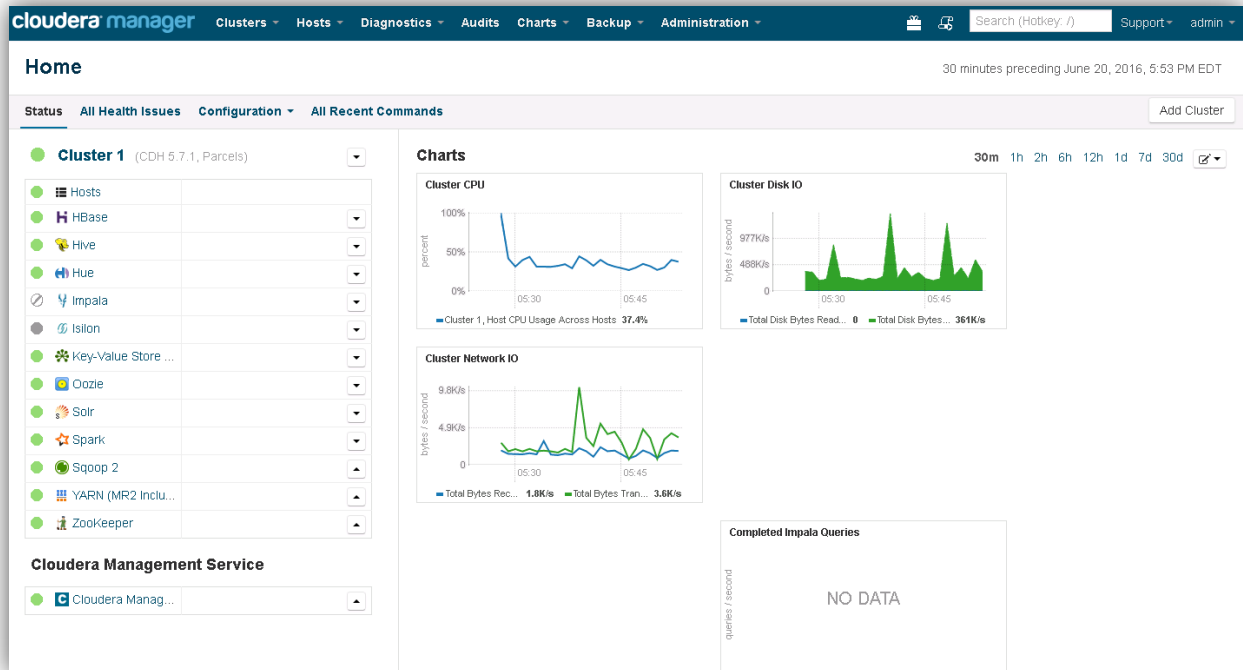 cloudera manager Clusters Hosts Diagnostics Audits Charts Backup Administration Search (Hotkey: /) Support admin
Home
30 minutes preceding June 20, 2016, 5:53 PM EDT
Status All Health Issues Configuration All Recent Commands Add Cluster
Cluster 1 (CDH 5.7.1, Parcels)
Hosts
HBase
Hive
Hue
Impala
Isilon
Key-Value Store ...
Oozie
Solr
Spark
Sqoop 2
YARN (MR2 Inclu...
ZooKeeper
Cloudera Management Service
C Cloudera Manag...
Charts
30m 1h 2h 6h 12h 1d 7d 30d
Cluster CPU
percent
100%
50%
0%
05:30 05:45
Cluster 1, Host CPU Usage Across Hosts 37.4%
Cluster Disk IO
bytes / second
977K/s
488K/s
0
05:30 05:45
Total Disk Bytes Read... 0 Total Disk Bytes... 361K/s
Cluster Network IO
bytes / second
9.8K/s
4.9K/s
0
05:30 05:45
Total Bytes Rec... 1.8K/s Total Bytes Tran... 3.6K/s
Completed Impala Queries
queries / second
NO DATA